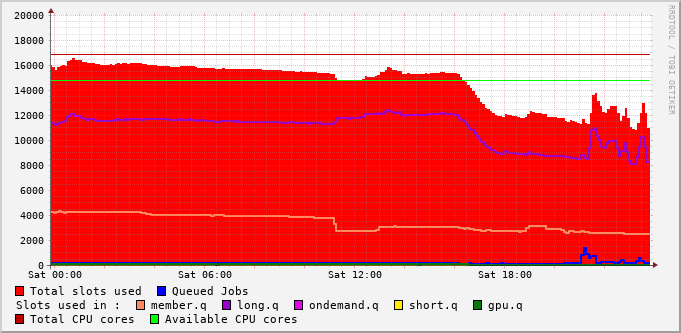 20000
18000
16000
14000
12000
10000
8000
6000
4000
2000
0
Sat 00:00 Sat 06:00 Sat 12:00 Sat 18:00
RRDTOOL / TOBI OETIKER
Total slots used Queued Jobs
Slots used in : member.q long.q ondemand.q short.q gpu.q
Total CPU cores Available CPU cores